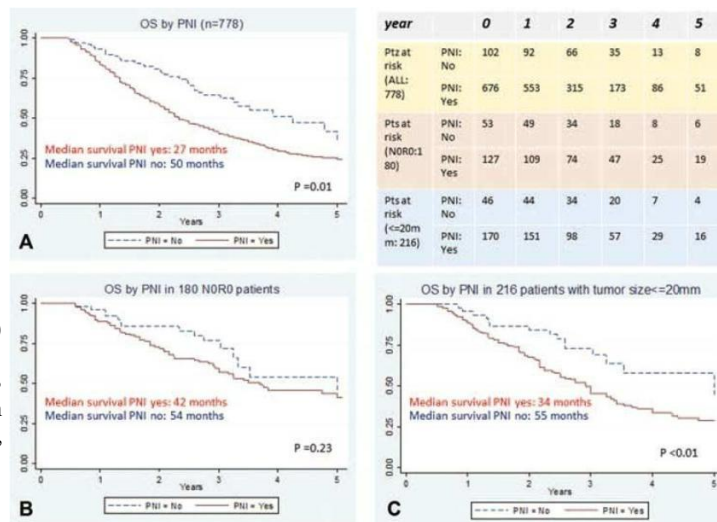 OS by PNI (n=778)
0.00 0.25 0.50 0.75 1.00
Median survival PNI yes: 27 months
Median survival PNI no: 50 months
P =0.01
0 1 2 3 4 5
Years
A
PNI = No PNI = Yes
year 0 1 2 3 4 5
Ptz at risk (ALL: 778) PNI: No 102 92 66 35 13 8
PNI: Yes 676 553 315 173 86 51
Pts at risk (N0R0:180) PNI: No 53 49 34 18 8 6
PNI: Yes 127 109 74 47 25 19
Pts at risk (<=20mm: 216) PNI: No 46 44 34 20 7 4
PNI: Yes 170 151 98 57 29 16
OS by PNI in 180 N0R0 patients
0.00 0.25 0.50 0.75 1.00
Median survival PNI yes: 42 months
Median survival PNI no: 54 months
P =0.23
0 1 2 3 4 5
Years
B
PNI = No PNI = Yes
OS by PNI in 216 patients with tumor size<=20mm
0.00 0.25 0.50 0.75 1.00
Median survival PNI yes: 34 months
Median survival PNI no: 55 months
P <0.01
0 1 2 3 4 5
Years
C
PNI = No PNI = Yes